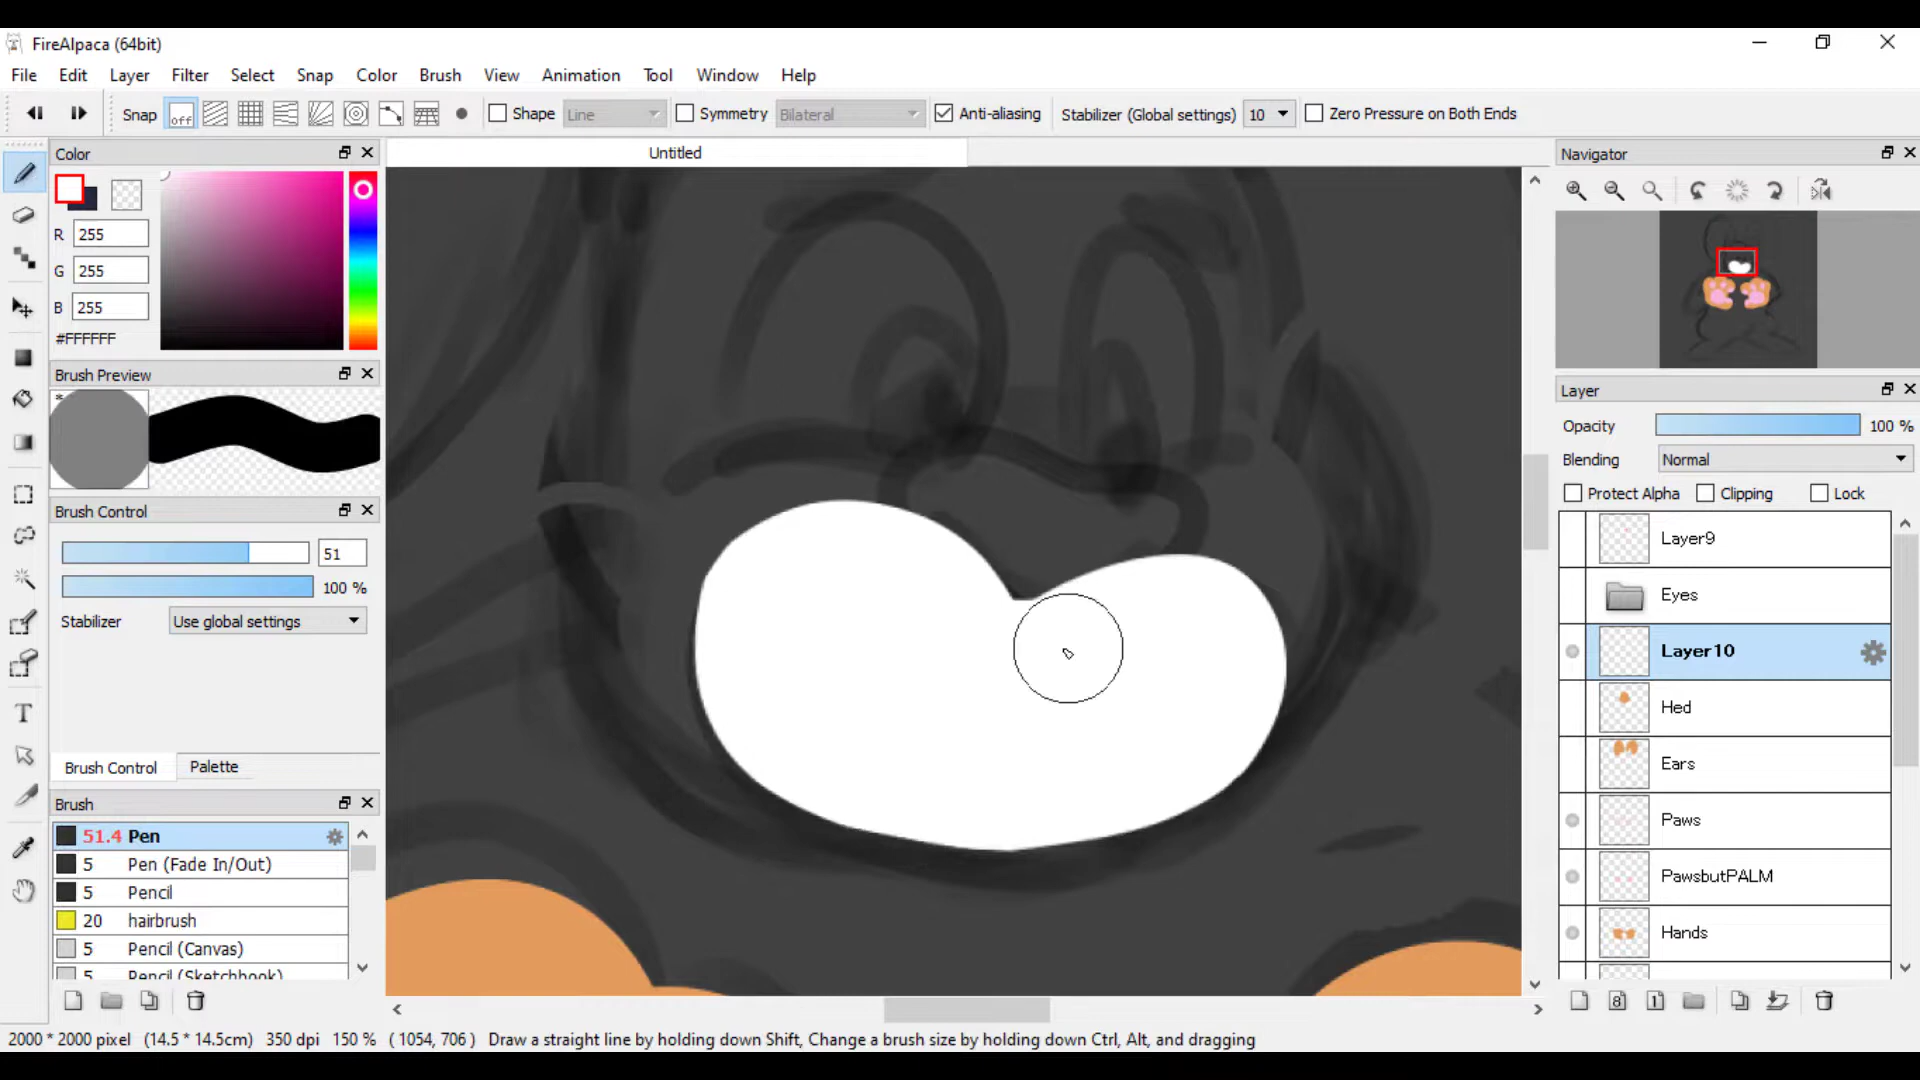 FireAlpaca (64bit)
File Edit Layer Filter Select Snap Color Brush View Animation Tool Window Help
Snap off Shape Line Symmetry Bilateral Anti-aliasing Stabilizer (Global settings) 10 Zero Pressure on Both Ends
Color
R 255
G 255
B 255
#FFFFFF
Brush Preview
*
Brush Control
51
100 %
Stabilizer Use global settings
Brush Control Palette
Brush
51.4 Pen
5 Pen (Fade In/Out)
5 Pencil
20 hairbrush
5 Pencil (Canvas)
5 Pencil (Sketchbook)
Untitled
Navigator
Layer
Opacity 100 %
Blending Normal
Protect Alpha Clipping Lock
Layer9
Eyes
Layer10
Hed
Ears
Paws
PawsbutPALM
Hands
T
8 1
2000 * 2000 pixel (14.5 * 14.5cm) 350 dpi 150 % ( 1054, 706 ) Draw a straight line by holding down Shift, Change a brush size by holding down Ctrl, Alt, and dragging